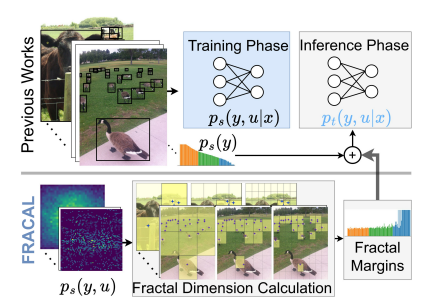 Previous Works
Training Phase
Inference Phase
p_s(y, u|x)
p_t(y, u|x)
p_s(y)
+
FRACAL
p_s(y, u)
Fractal Dimension Calculation
Fractal
Margins